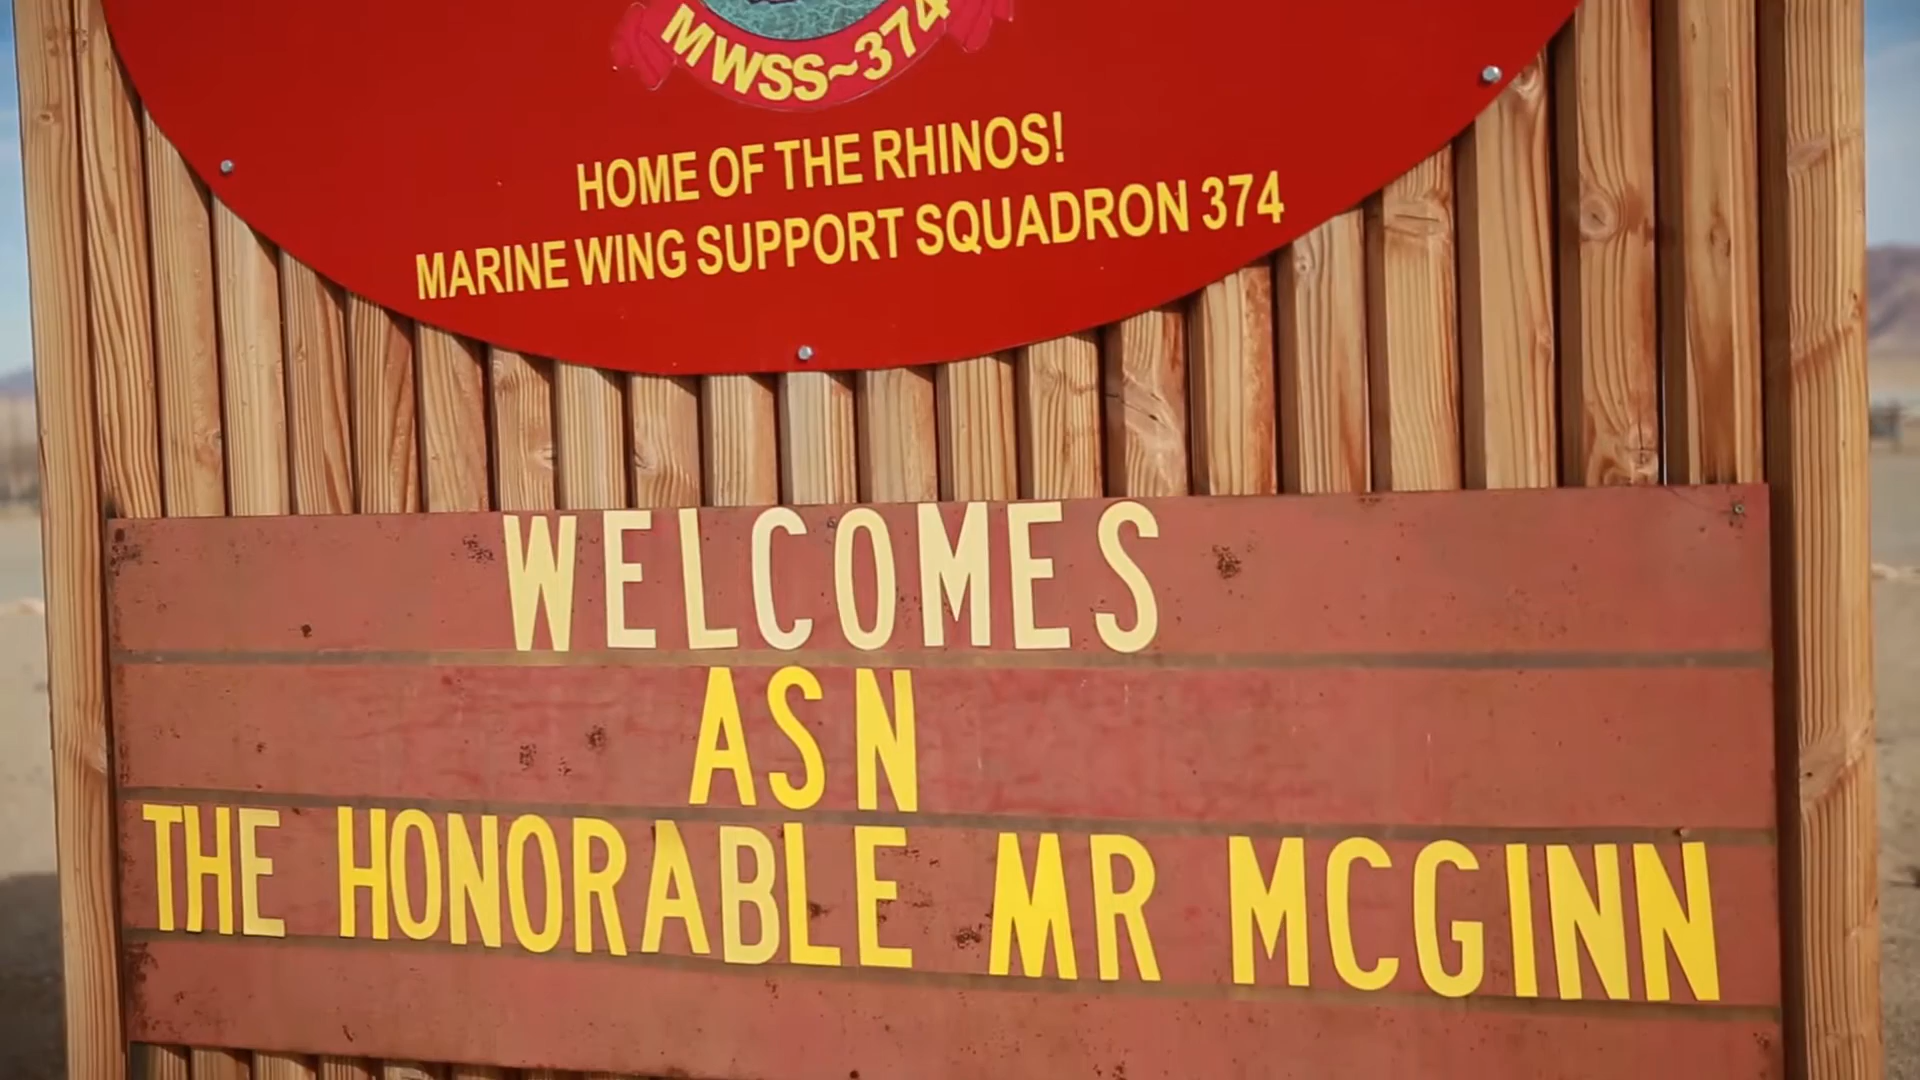 MWSS~374
HOME OF THE RHINOS!
MARINE WING SUPPORT SQUADRON 374
WELCOMES
ASN
THE HONORABLE MR MCGINN